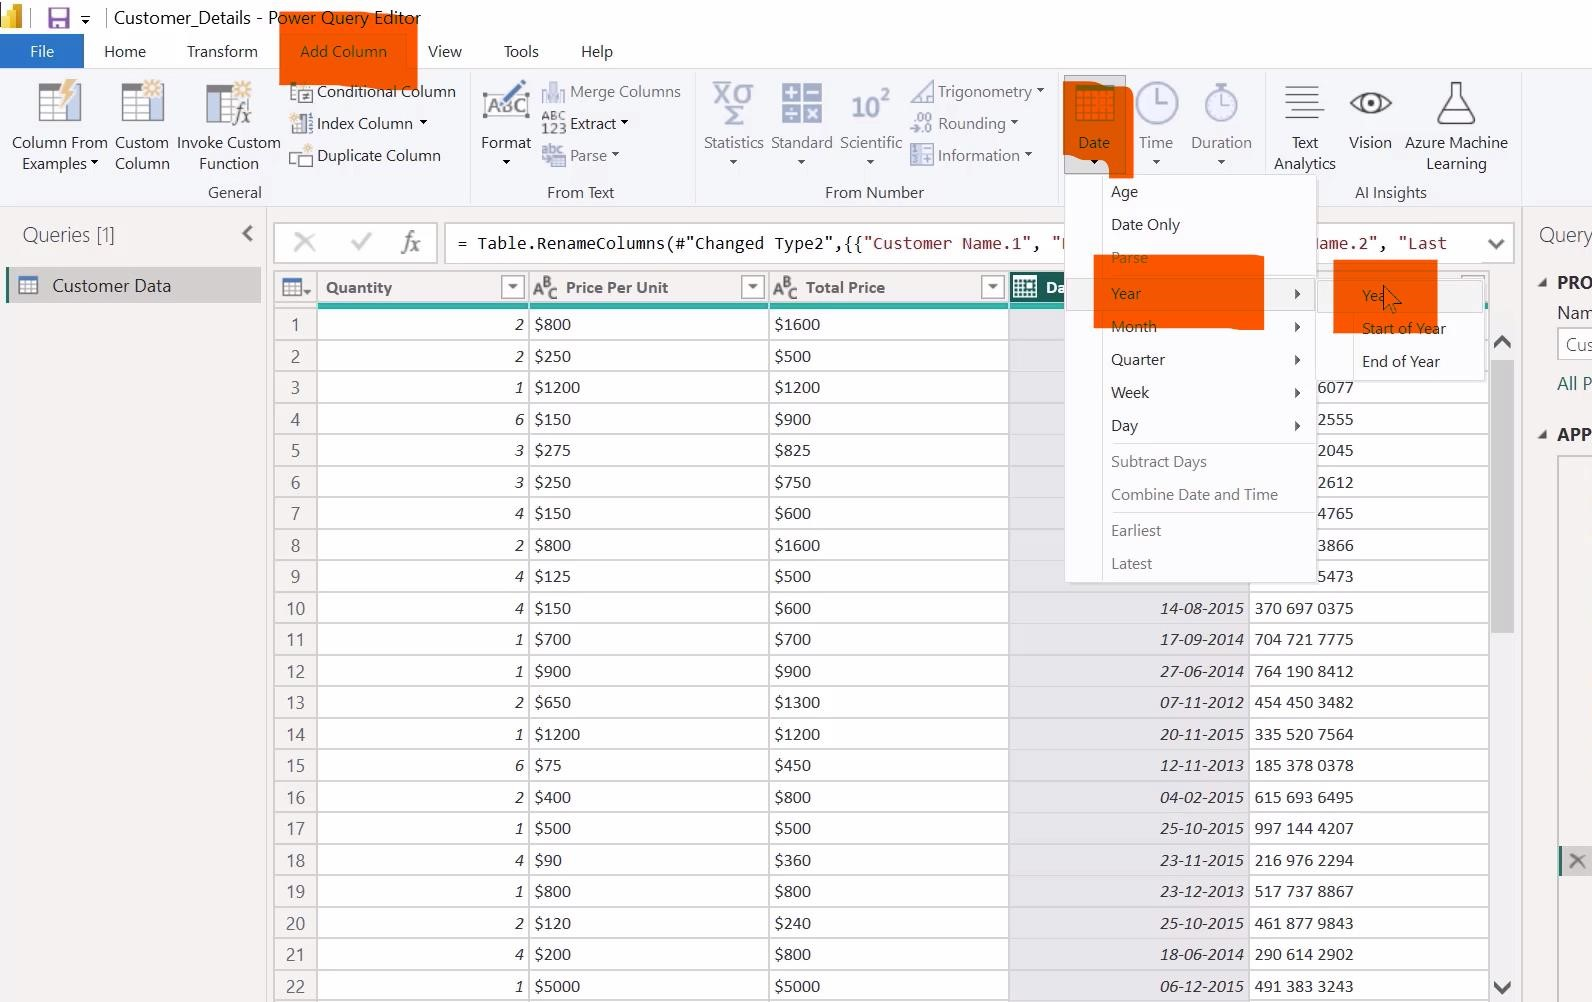 Customer_Details - Power Query Editor
File Home Transform Add Column View Tools Help
Column From Examples
Custom Column
Invoke Custom Function
Conditional Column
Index Column
Duplicate Column
General
Format
Merge Columns
Extract
Parse
From Text
Statistics
Standard
Scientific
Trigonometry
Rounding
Information
From Number
Date
Time
Duration
Text Analytics
Vision
Azure Machine Learning
AI Insights
Age
Date Only
Parse
Year
Month
Quarter
Week
Day
Subtract Days
Combine Date and Time
Earliest
Latest
Year
Start of Year
End of Year
Queries [1]
Customer Data
= Table.RenameColumns(#"Changed Type2",{{"Customer Name.1", "
ame.2", "Last
Query
PRO
Nam
Cus
All P
APP
Quantity Price Per Unit Total Price Da
1 2 $800 $1600
2 2 $250 $500
3 1 $1200 $1200 6077
4 6 $150 $900 2555
5 3 $275 $825 2045
6 3 $250 $750 2612
7 4 $150 $600 4765
8 2 $800 $1600 3866
9 4 $125 $500 5473
10 4 $150 $600 14-08-2015 370 697 0375
11 1 $700 $700 17-09-2014 704 721 7775
12 1 $900 $900 27-06-2014 764 190 8412
13 2 $650 $1300 07-11-2012 454 450 3482
14 1 $1200 $1200 20-11-2015 335 520 7564
15 6 $75 $450 12-11-2013 185 378 0378
16 2 $400 $800 04-02-2015 615 693 6495
17 1 $500 $500 25-10-2015 997 144 4207
18 4 $90 $360 23-11-2015 216 976 2294
19 1 $800 $800 23-12-2013 517 737 8867
20 2 $120 $240 25-10-2015 461 877 9843
21 4 $200 $800 18-06-2014 290 614 2902
22 1 $5000 $5000 06-12-2015 491 383 3243